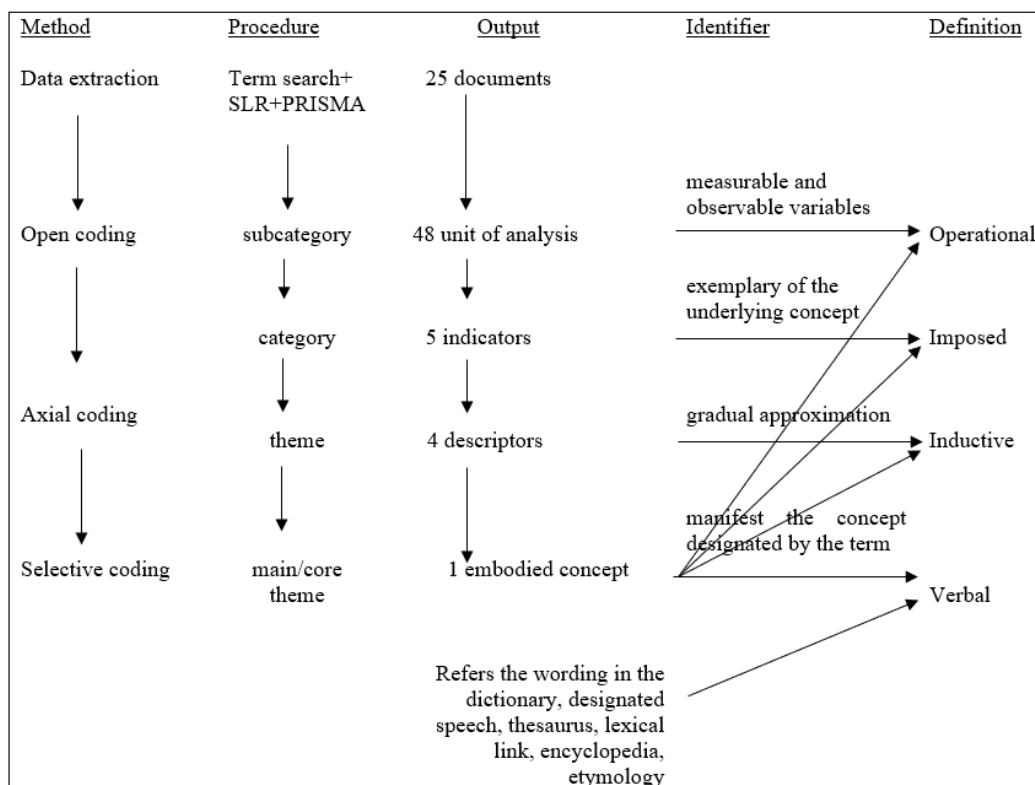 Method Procedure Output Identifier Definition
Data extraction Term search+ 25 documents
SLR+PRISMA
measurable and
observable variables
Open coding subcategory 48 unit of analysis Operational
exemplary of the
underlying concept
category 5 indicators Imposed
Axial coding gradual approximation
theme 4 descriptors Inductive
manifest the concept
designated by the term
Selective coding main/core 1 embodied concept
theme Verbal
Refers the wording in the
dictionary, designated
speech, thesaurus, lexical
link, encyclopedia,
etymology